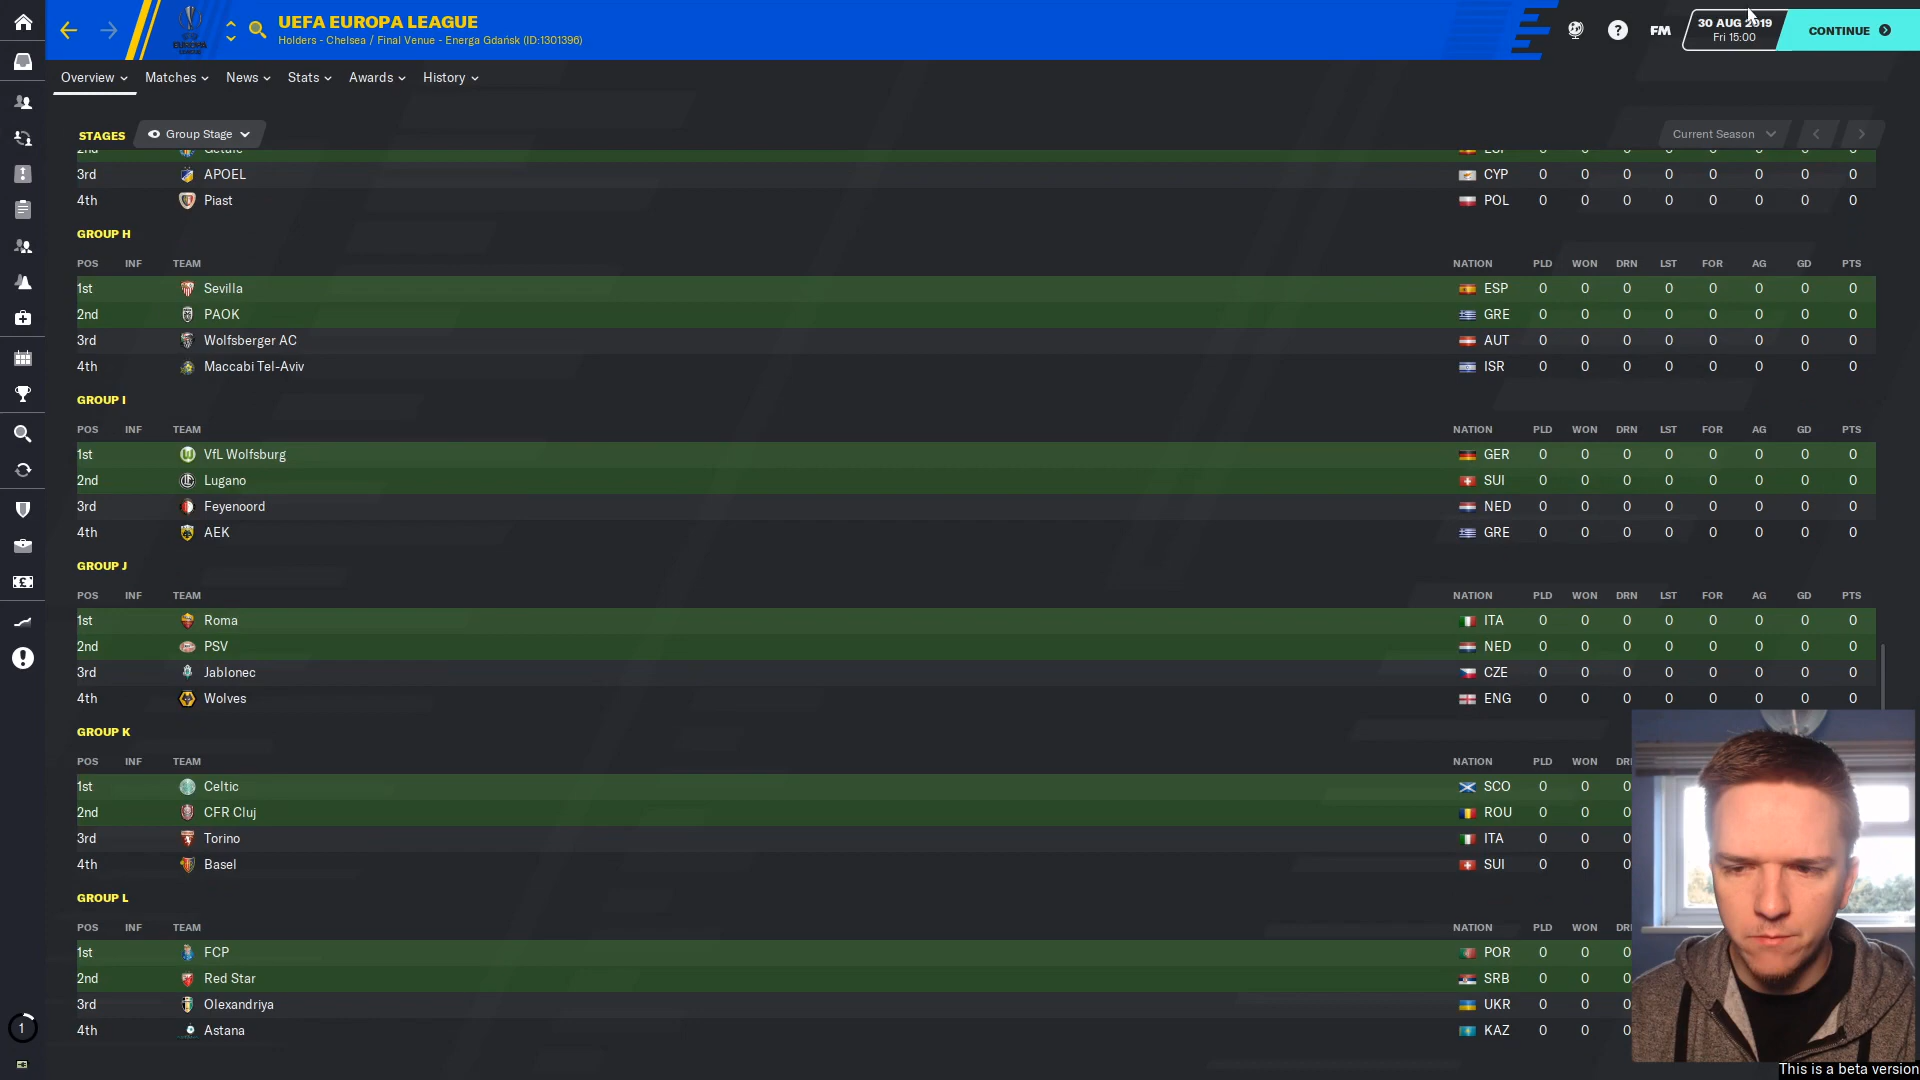 UEFA EUROPA LEAGUE
Holders - Chelsea / Final Venue - Energa Gdańsk (ID:1301396)
? FM 30 AUG 2019
Fri 15:00
CONTINUE
Overview Matches News Stats Awards History
STAGES Group Stage Current Season
2nd Getafe ESP 0 0 0 0 0 0 0 0
3rd APOEL CYP 0 0 0 0 0 0 0 0
4th Piast POL 0 0 0 0 0 0 0 0
GROUP H
POS INF TEAM NATION PLD WON DRN LST FOR AG GD PTS
1st Sevilla ESP 0 0 0 0 0 0 0 0
2nd PAOK GRE 0 0 0 0 0 0 0 0
3rd Wolfsberger AC AUT 0 0 0 0 0 0 0 0
4th Maccabi Tel-Aviv ISR 0 0 0 0 0 0 0 0
GROUP I
POS INF TEAM NATION PLD WON DRN LST FOR AG GD PTS
1st VfL Wolfsburg GER 0 0 0 0 0 0 0 0
2nd Lugano SUI 0 0 0 0 0 0 0 0
3rd Feyenoord NED 0 0 0 0 0 0 0 0
4th AEK GRE 0 0 0 0 0 0 0 0
GROUP J
POS INF TEAM NATION PLD WON DRN LST FOR AG GD PTS
1st Roma ITA 0 0 0 0 0 0 0 0
2nd PSV NED 0 0 0 0 0 0 0 0
3rd Jablonec CZE 0 0 0 0 0 0 0 0
4th Wolves ENG 0 0 0 0 0 0 0 0
GROUP K
POS INF TEAM NATION PLD WON
1st Celtic SCO 0 0 0
2nd CFR Cluj ROU 0 0 0
3rd Torino ITA 0 0 0
4th Basel SUI 0 0 0
GROUP L
POS INF TEAM NATION PLD WON
1st FCP POR 0 0 0
2nd Red Star SRB 0 0 0
3rd Olexandriya UKR 0 0 0
4th Astana KAZ 0 0 0
1
This is a beta version